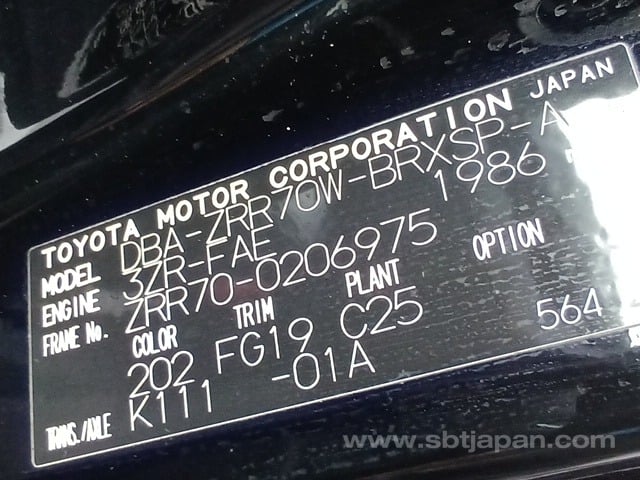 TOYOTA MOTOR CORPORATION JAPAN
MODEL DBA-ZRR70W-BRXSP-A
ENGINE 3ZR-FAE 1986
FRAME No. ZRR70-0206975
COLOR TRIM PLANT OPTION
202 FG19 C25 564
TRANS./AXLE K111 -01A
www.sbtjapan.com